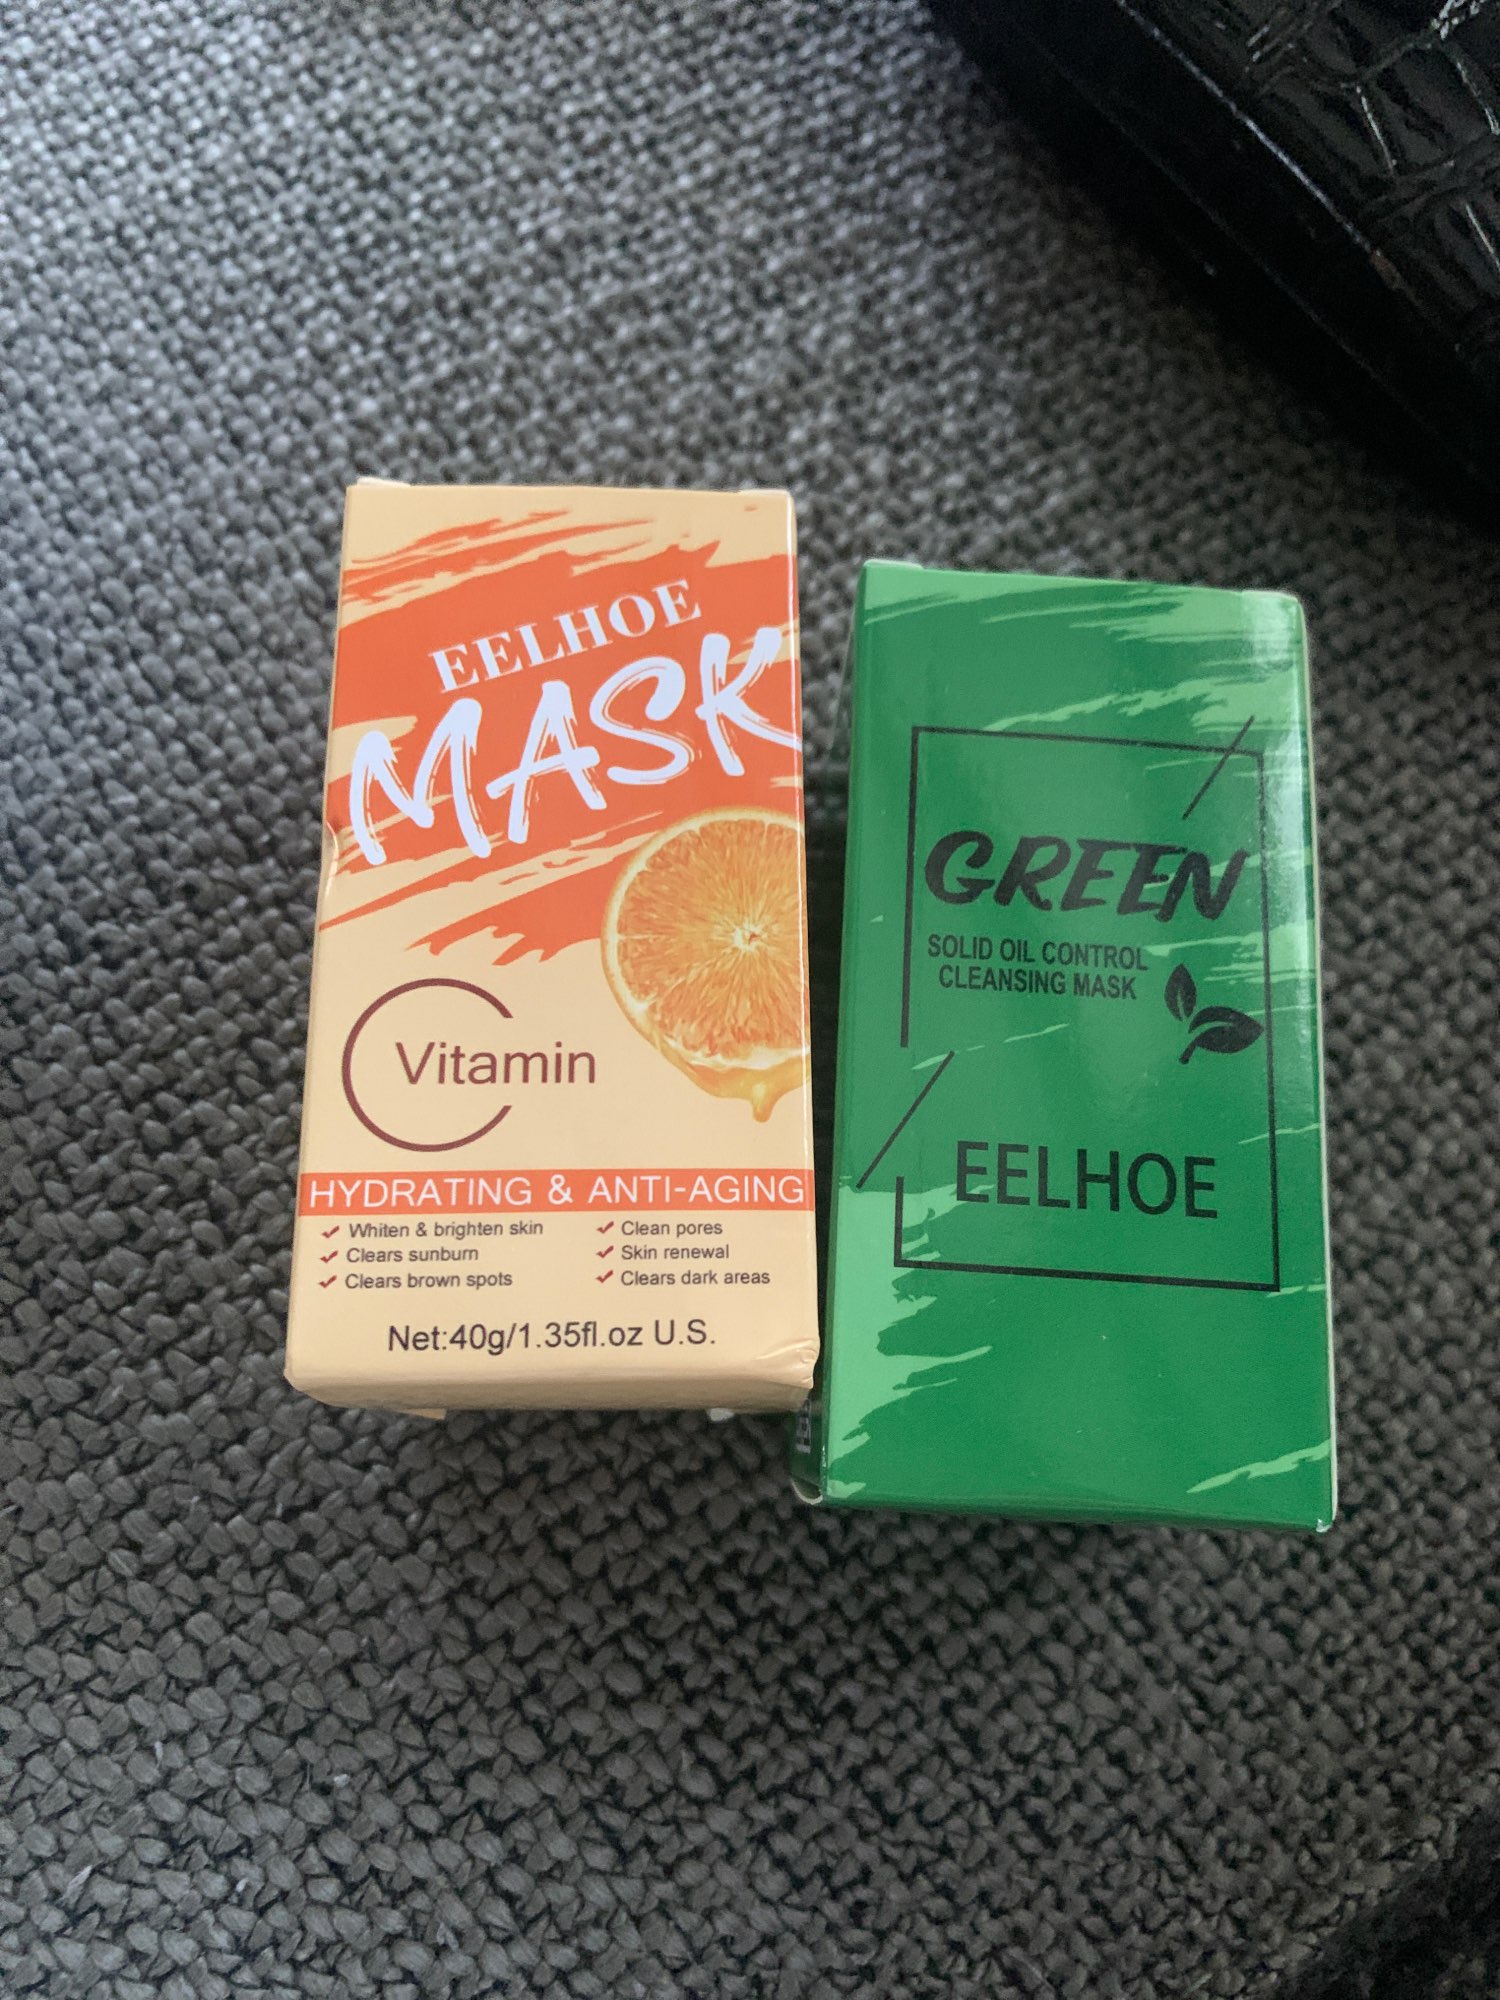 EELHOE
MASK
Vitamin
HYDRATING & ANTI-AGING
Whiten & brighten skin
Clears sunburn
Clears brown spots
Clean pores
Skin renewal
Clears dark areas
Net:40g/1.35fl.oz U.S.
GREEN
SOLID OIL CONTROL
CLEANSING MASK
EELHOE